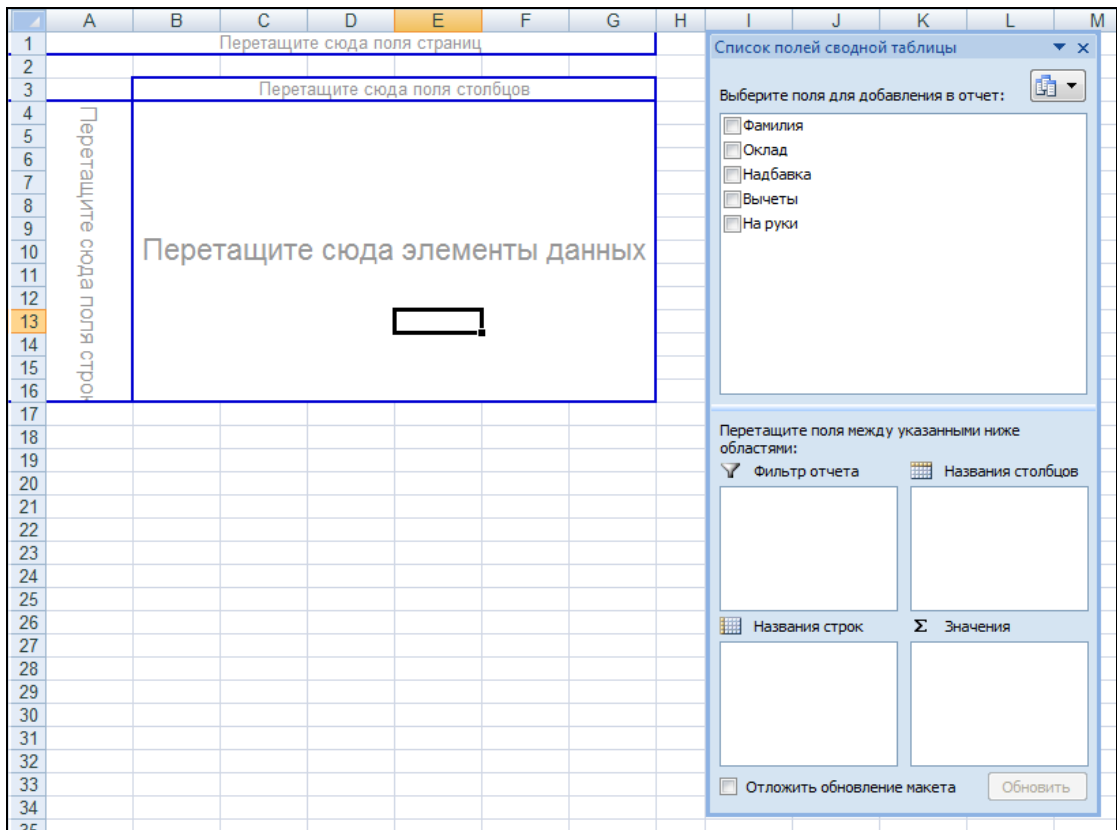 A B C D E F G H I J K L M
1 Перетащите сюда поля страниц
2
3 Перетащите сюда поля столбцов
4
5
6
7
8
9
10
11
12
13
14
15
16
Перетащите сюда поля строк
Перетащите сюда элементы данных
17
18
19
20
21
22
23
24
25
26
27
28
29
30
31
32
33
34
35
Список полей сводной таблицы
Выберите поля для добавления в отчет:
Фамилия
Оклад
Надбавка
Вычеты
На руки
Перетащите поля между указанными ниже
областями:
Фильтр отчета Названия столбцов
Названия строк Σ Значения
Отложить обновление макета Обновить